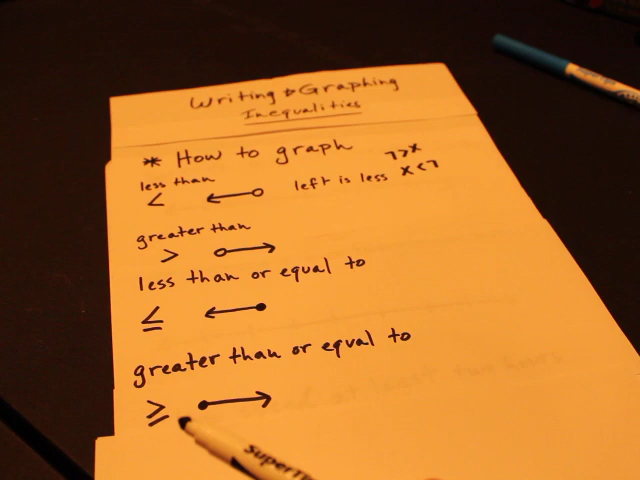 Writing & Graphing
Inequalities
* How to graph
7>x
less than
< left is less x<7
greater than
>
less than or equal to
≤
greater than or equal to
≥